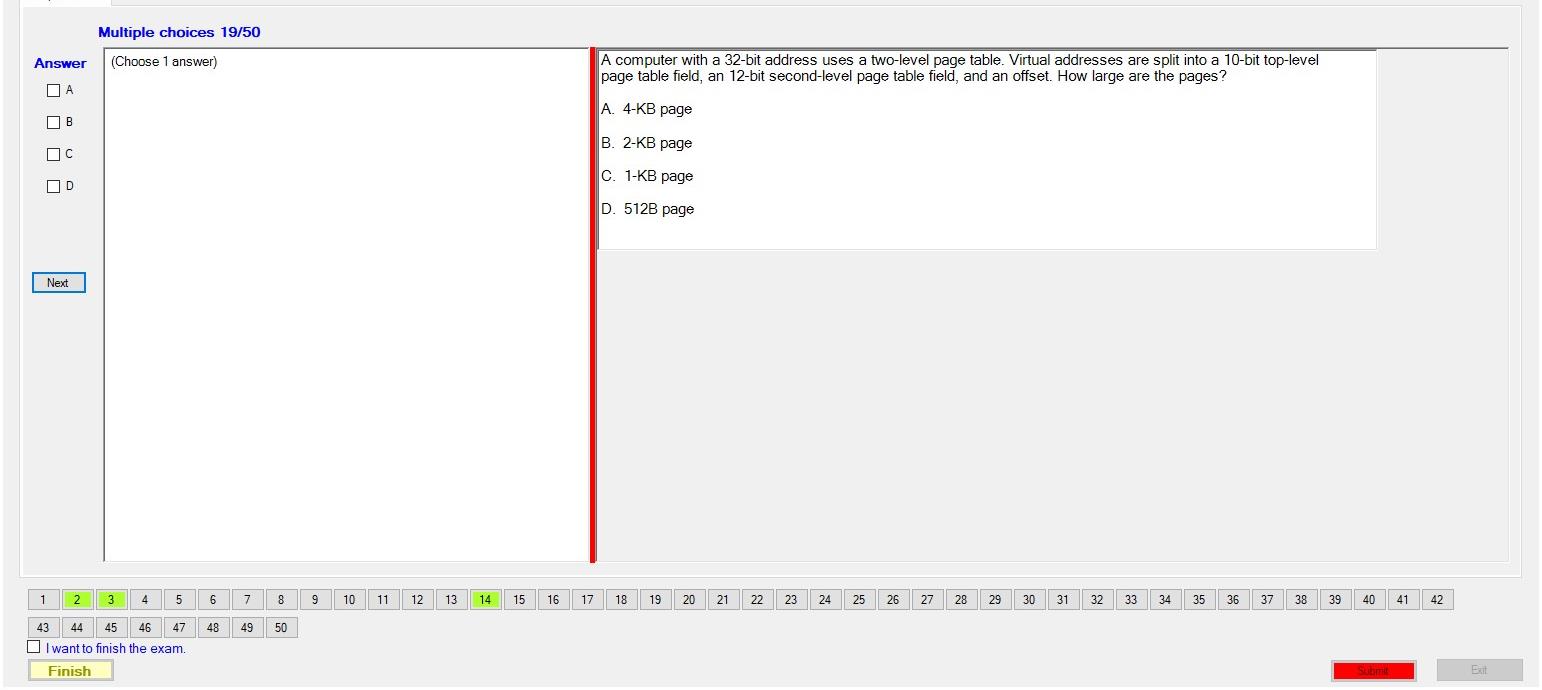 Multiple choices 19/50
Answer
(Choose 1 answer)
A
B
C
D
Next
A computer with a 32-bit address uses a two-level page table. Virtual addresses are split into a 10-bit top-level
page table field, an 12-bit second-level page table field, and an offset. How large are the pages?
A. 4-KB page
B. 2-KB page
C. 1-KB page
D. 512B page
1 2 3 4 5 6 7 8 9 10 11 12 13 14 15 16 17 18 19 20 21 22 23 24 25 26 27 28 29 30 31 32 33 34 35 36 37 38 39 40 41 42
43 44 45 46 47 48 49 50
I want to finish the exam.
Finish
Submit
Exit